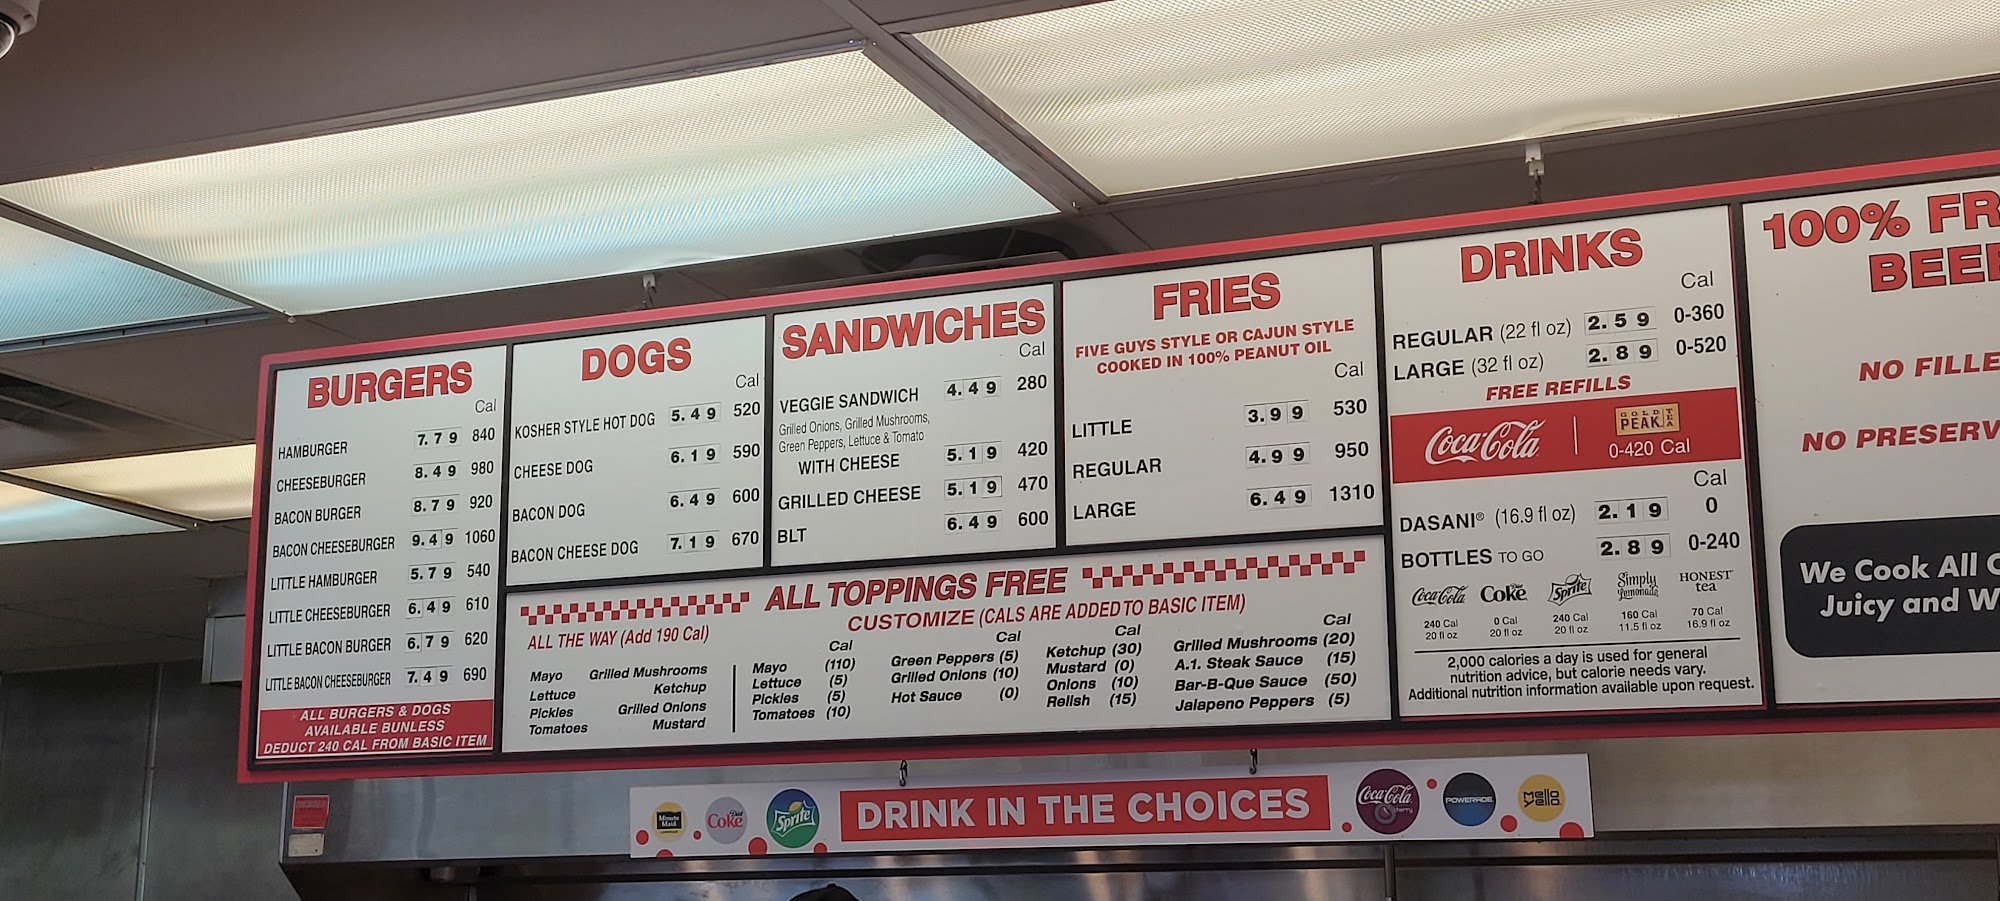 BURGERS
Cal
HAMBURGER 7.79 840
CHEESEBURGER 8.49 980
BACON BURGER 8.79 920
BACON CHEESEBURGER 9.49 1060
LITTLE HAMBURGER 5.79 540
LITTLE CHEESEBURGER 6.49 610
LITTLE BACON BURGER 6.79 620
LITTLE BACON CHEESEBURGER 7.49 690
ALL BURGERS & DOGS
AVAILABLE BUNLESS
DEDUCT 240 CAL FROM BASIC ITEM
DOGS
Cal
KOSHER STYLE HOT DOG 5.49 520
CHEESE DOG 6.19 590
BACON DOG 6.49 600
BACON CHEESE DOG 7.19 670
SANDWICHES
Cal
VEGGIE SANDWICH 4.49 280
Grilled Onions, Grilled Mushrooms,
Green Peppers, Lettuce & Tomato
WITH CHEESE 5.19 420
GRILLED CHEESE 5.19 470
BLT 6.49 600
FRIES
FIVE GUYS STYLE OR CAJUN STYLE
COOKED IN 100% PEANUT OIL
Cal
LITTLE 3.99 530
REGULAR 4.99 950
LARGE 6.49 1310
ALL TOPPINGS FREE
CUSTOMIZE (CALS ARE ADDED TO BASIC ITEM)
ALL THE WAY (Add 190 Cal)
Mayo Grilled Mushrooms
Lettuce Ketchup
Pickles Grilled Onions
Tomatoes Mustard
Cal
Mayo (110)
Lettuce (5)
Pickles (5)
Tomatoes (10)
Cal
Green Peppers (5)
Grilled Onions (10)
Hot Sauce (0)
Cal
Ketchup (30)
Mustard (0)
Onions (10)
Relish (15)
Cal
Grilled Mushrooms (20)
A.1. Steak Sauce (15)
Bar-B-Que Sauce (50)
Jalapeno Peppers (5)
DRINKS
Cal
REGULAR (22 fl oz) 2.59 0-360
LARGE (32 fl oz) 2.89 0-520
FREE REFILLS
Coca-Cola
GOLD PEAK TEA
0-420 Cal
Cal
DASANI® (16.9 fl oz) 2.19 0
BOTTLES TO GO 2.89 0-240
Coca-Cola
240 Cal
20 fl oz
Diet Coke
0 Cal
20 fl oz
Sprite
240 Cal
20 fl oz
Simply Lemonade
160 Cal
11.5 fl oz
HONEST tea
70 Cal
16.9 fl oz
2,000 calories a day is used for general
nutrition advice, but calorie needs vary.
Additional nutrition information available upon request.
100% FR
BEE
NO FILLE
NO PRESERV
We Cook All
Juicy and W
Minute Maid
Diet Coke
Sprite
DRINK IN THE CHOICES
Coca-Cola cherry
POWERADE
Mello Yello